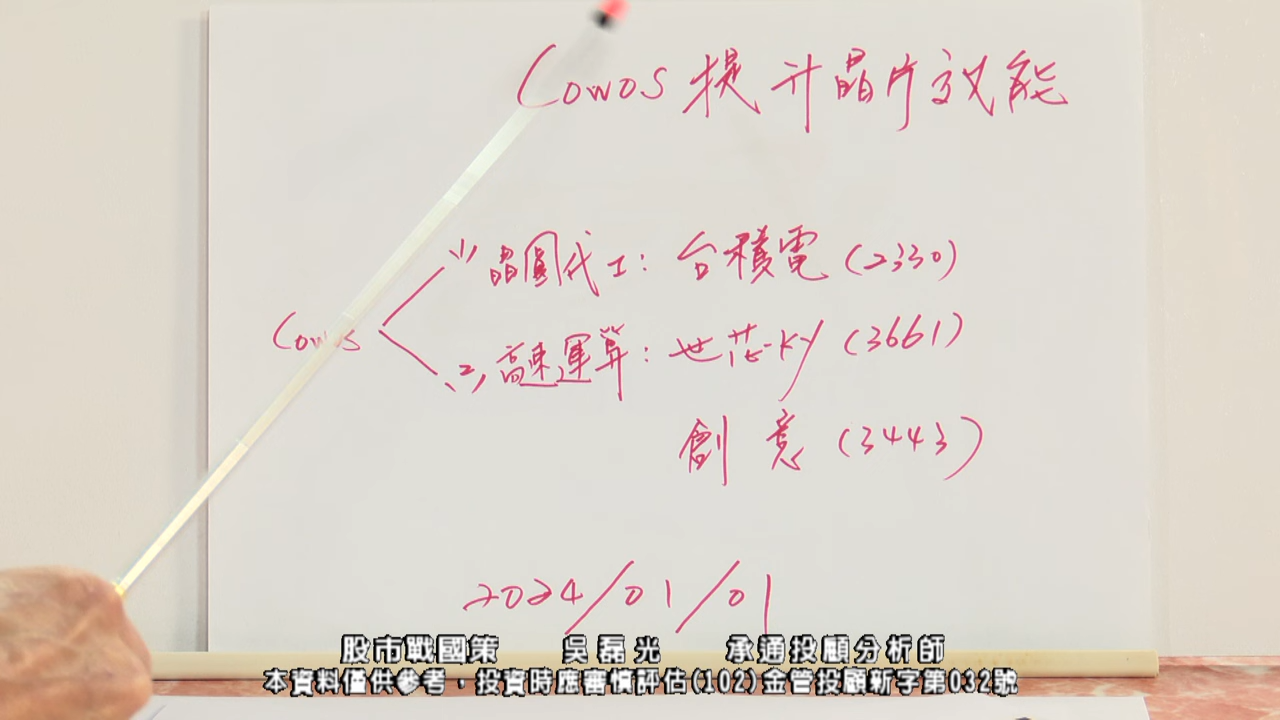 CoWoS 提升晶片效能
(1) 晶圓代工：台積電 (2330)
CoWoS
(2) 高速運算：世芯-KY (3661)
創意 (3443)
2024/01/01
股市戰國策 吳磊光 承通投顧分析師
本資料僅供參考，投資時應審慎評估(102)金管投顧新字第032號